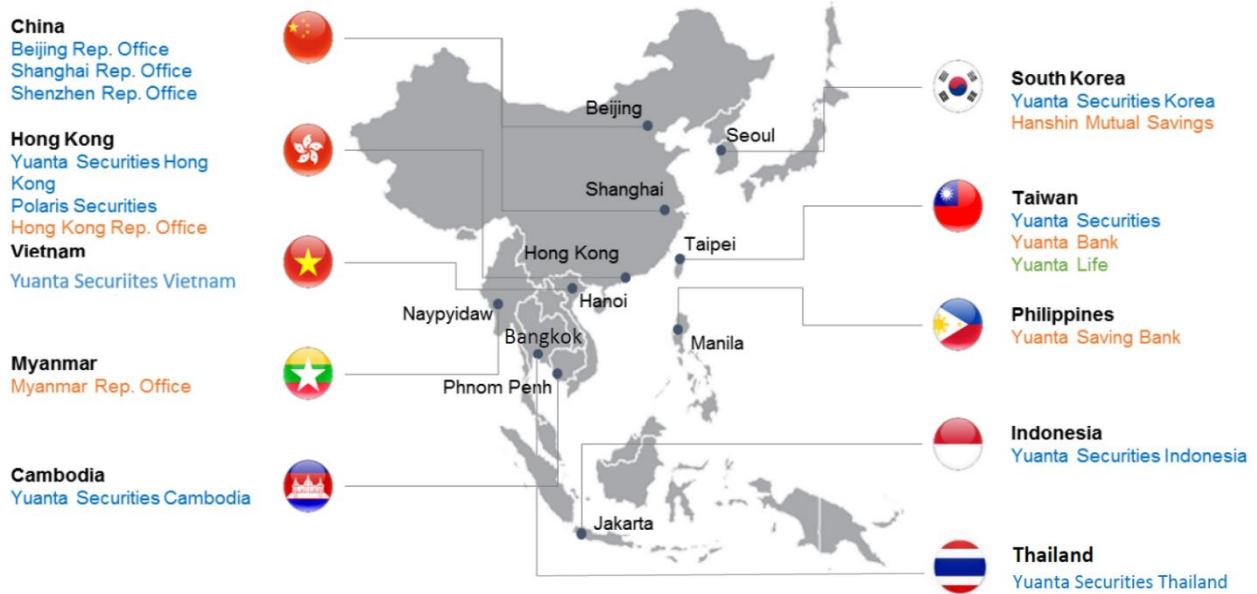 China
Beijing Rep. Office
Shanghai Rep. Office
Shenzhen Rep. Office
Hong Kong
Yuanta Securities Hong
Kong
Polaris Securities
Hong Kong Rep. Office
Vietnam
Yuanta Securiites Vietnam
Myanmar
Myanmar Rep. Office
Cambodia
Yuanta Securities Cambodia
Beijing
Seoul
Shanghai
Taipei
Hong Kong
Hanoi
Naypyidaw
Bangkok
Manila
Phnom Penh
Jakarta
South Korea
Yuanta Securities Korea
Hanshin Mutual Savings
Taiwan
Yuanta Securities
Yuanta Bank
Yuanta Life
Philippines
Yuanta Saving Bank
Indonesia
Yuanta Securities Indonesia
Thailand
Yuanta Securities Thailand